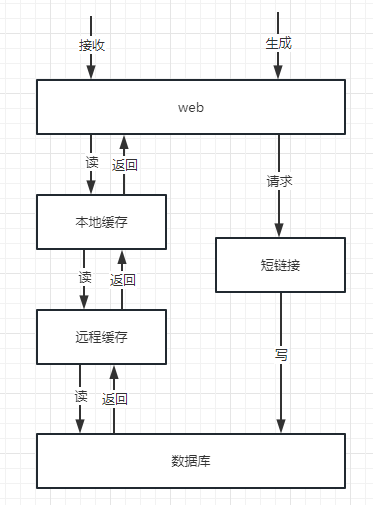 接收
生成
web
读
返回
请求
本地缓存
短链接
读
返回
远程缓存
写
读
返回
数据库